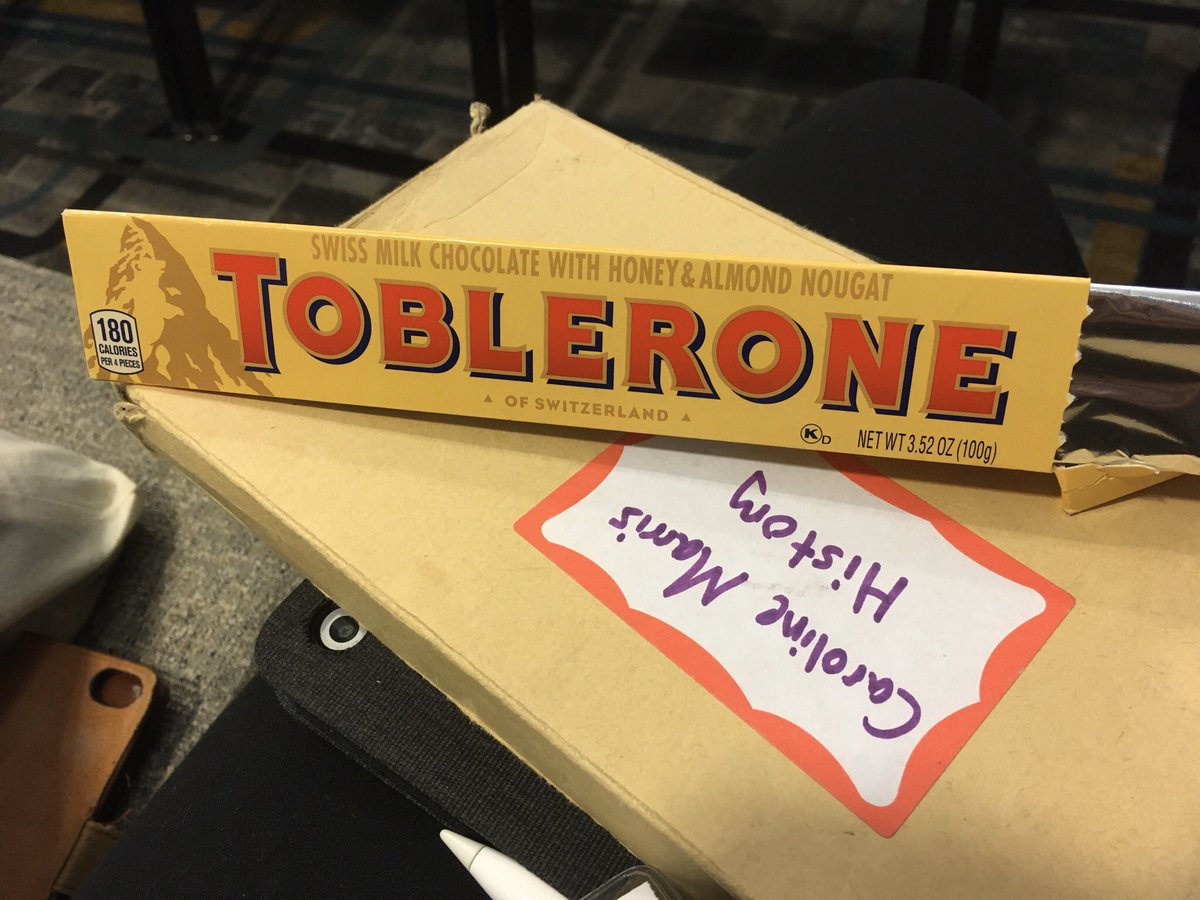 SWISS MILK CHOCOLATE WITH HONEY & ALMOND NOUGAT
TOBLERONE
OF SWITZERLAND
180
CALORIES
PER 4 PIECES
K D
NET WT 3.52 OZ (100g)
Caroline Marris
History